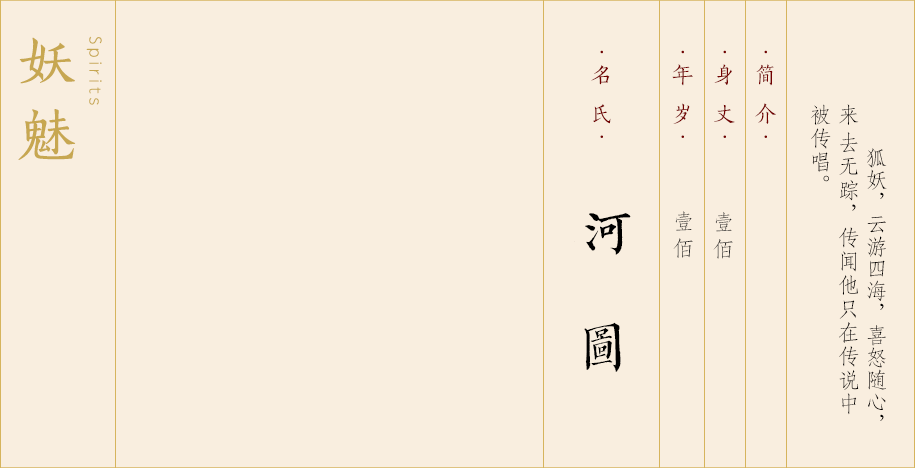 妖魅
Spirits
·名氏·
河圖
·年岁·
壹佰
·身丈·
壹佰
·简介·
狐妖，云游四海，喜怒随心，
来去无踪，传闻他只在传说中
被传唱。